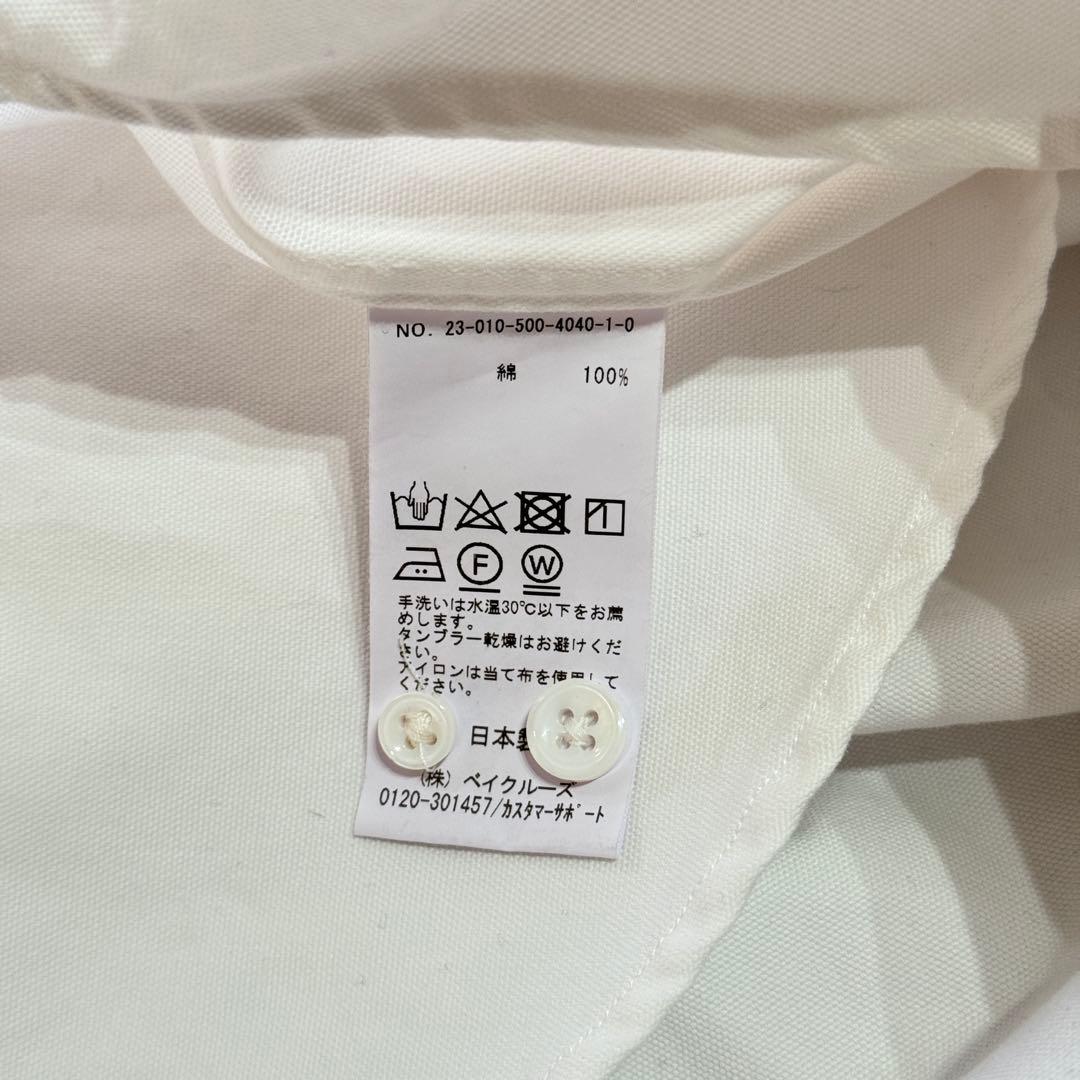 NO. 23-010-500-4040-1-0
綿 100%
F W
手洗いは水温30℃以下をお薦
めします。
タンブラー乾燥はお避けくだ
さい。
アイロンは当て布を使用して
ください。
日本製
(株) ベイクルーズ
0120-301457/カスタマーサポート